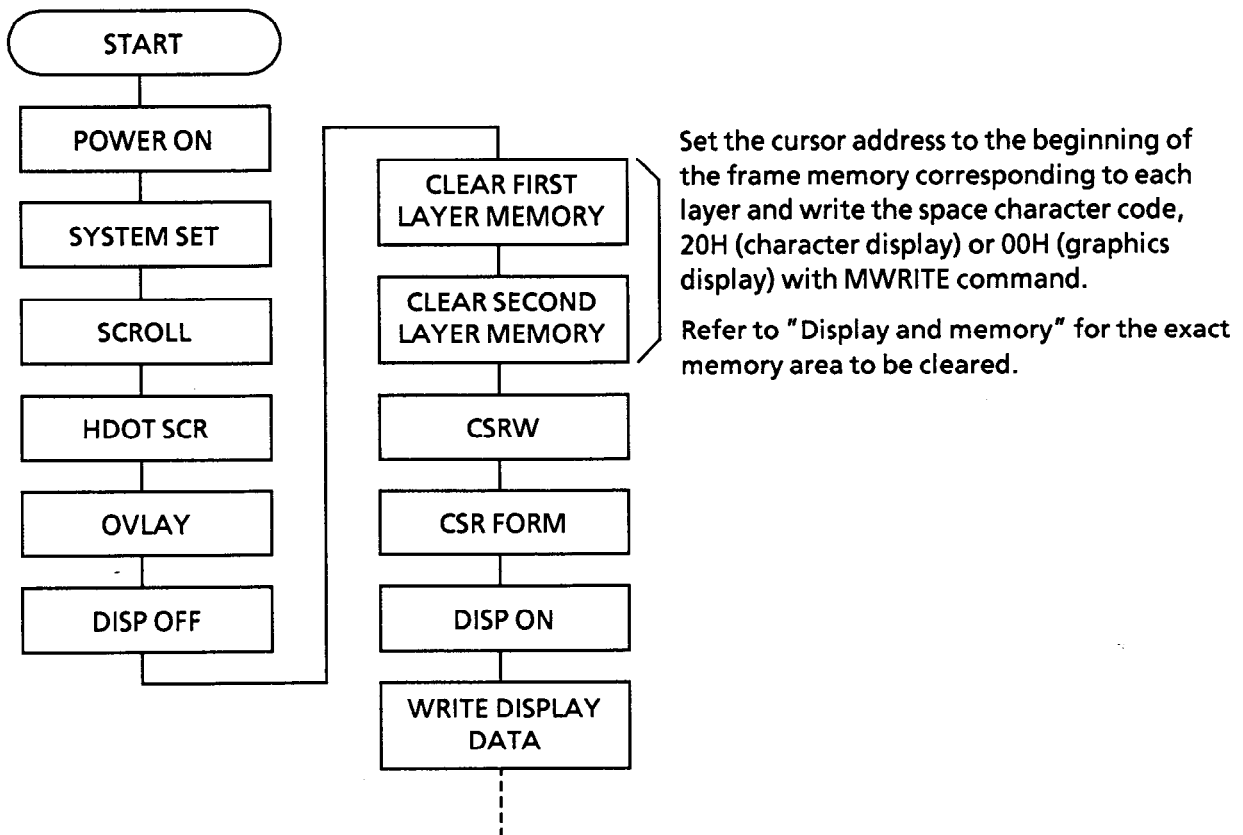 START
POWER ON
SYSTEM SET
SCROLL
HDOT SCR
OVLAY
DISP OFF
CLEAR FIRST
LAYER MEMORY
CLEAR SECOND
LAYER MEMORY
CSRW
CSR FORM
DISP ON
WRITE DISPLAY
DATA
Set the cursor address to the beginning of
the frame memory corresponding to each
layer and write the space character code,
20H (character display) or 00H (graphics
display) with MWRITE command.
Refer to "Display and memory" for the exact
memory area to be cleared.